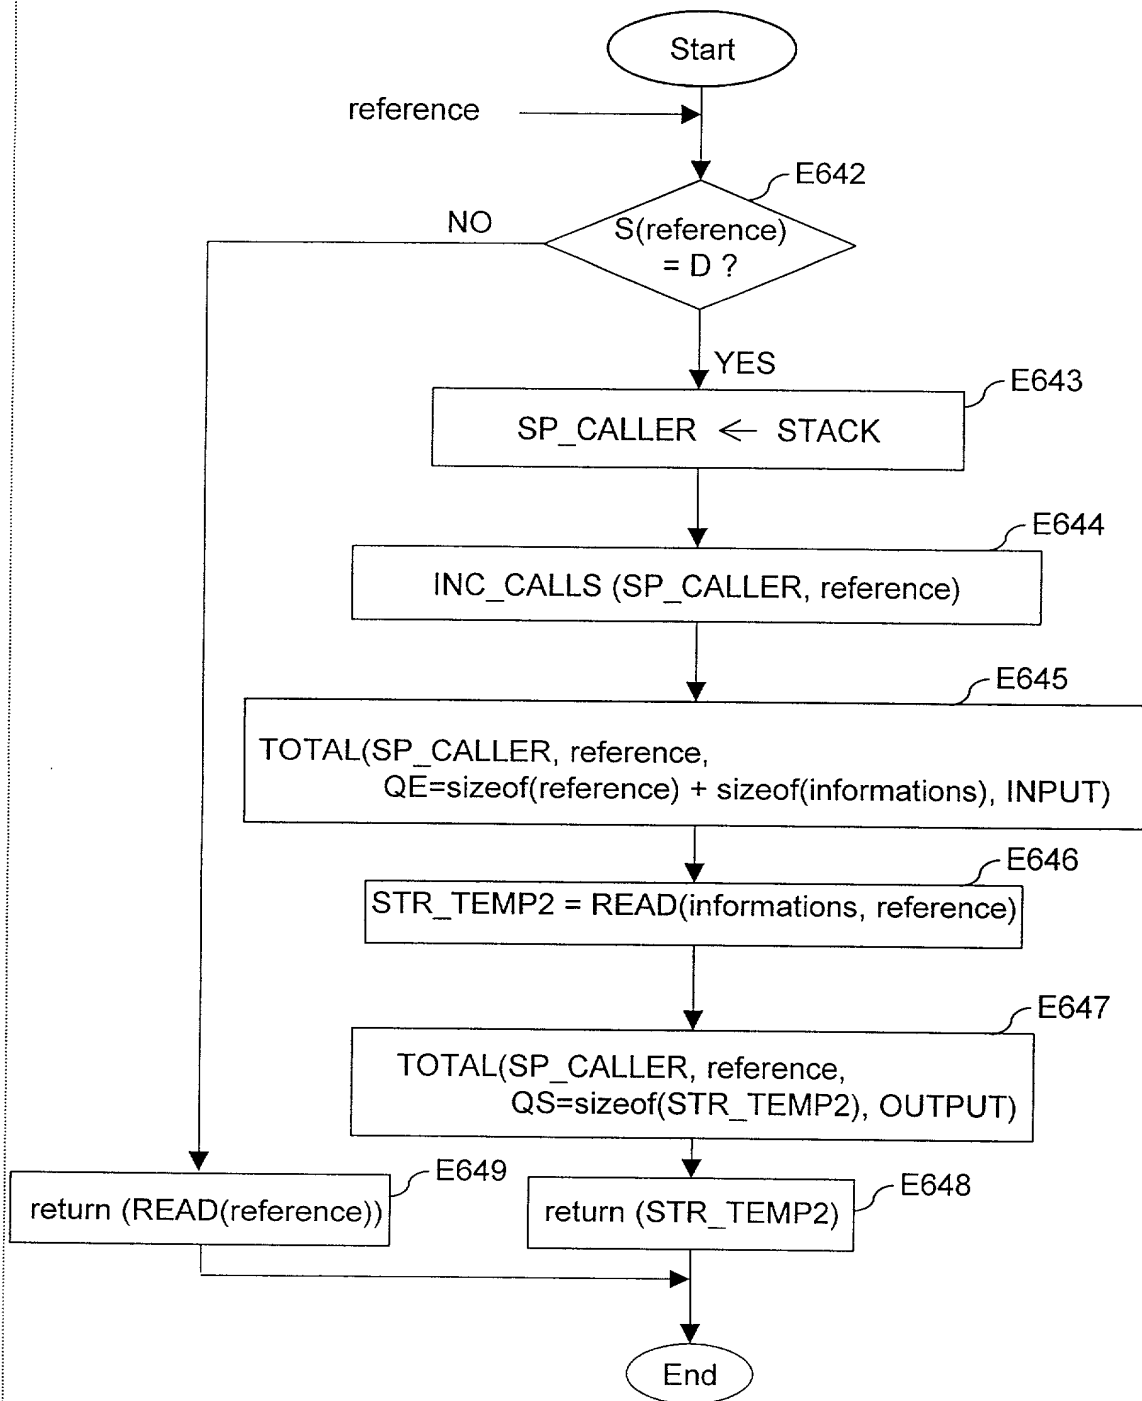 Start
reference
E642
NO
S(reference)
= D ?
YES
E643
SP_CALLER ← STACK
E644
INC_CALLS (SP_CALLER, reference)
E645
TOTAL(SP_CALLER, reference,
QE=sizeof(reference) + sizeof(informations), INPUT)
E646
STR_TEMP2 = READ(informations, reference)
E647
TOTAL(SP_CALLER, reference,
QS=sizeof(STR_TEMP2), OUTPUT)
E649
return (READ(reference))
E648
return (STR_TEMP2)
End